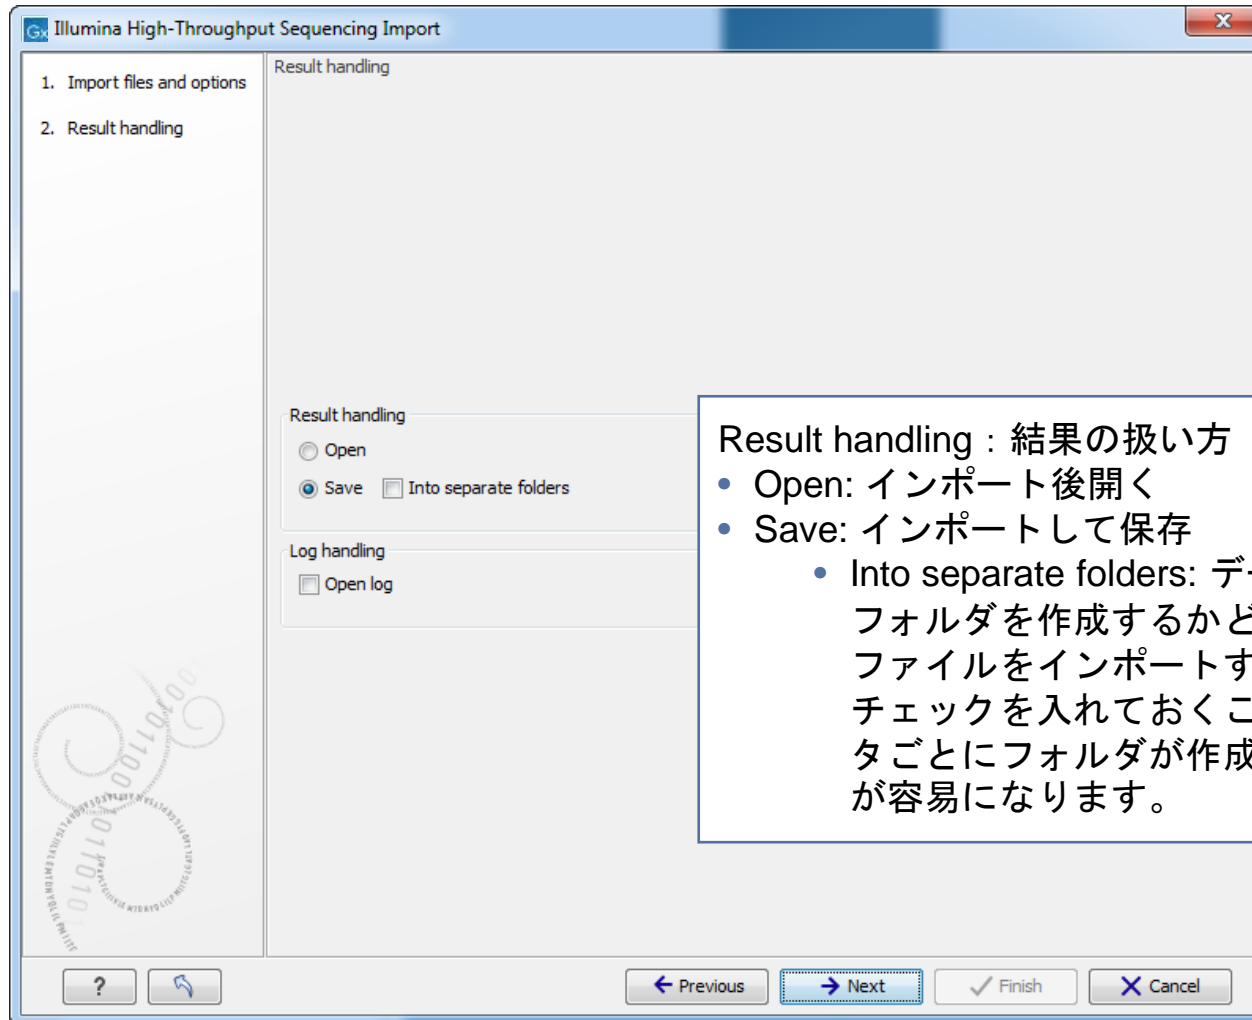 Illumina High-Throughput Sequencing Import
1. Import files and options
2. Result handling
Result handling
Result handling
Open
Save Into separate folders
Log handling
Open log
Result handling：結果の扱い方
• Open: インポート後開く
• Save: インポートして保存
• Into separate folders: デー
フォルダを作成するかど
ファイルをインポートす
チェックを入れておくこ
タごとにフォルダが作成
が容易になります。
? 
Previous
Next
Finish
Cancel